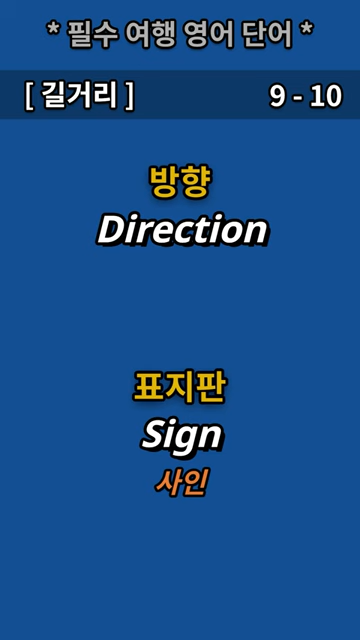 * 필수 여행 영어 단어 *
[ 길거리 ] 9 - 10
방향
Direction
표지판
Sign
사인